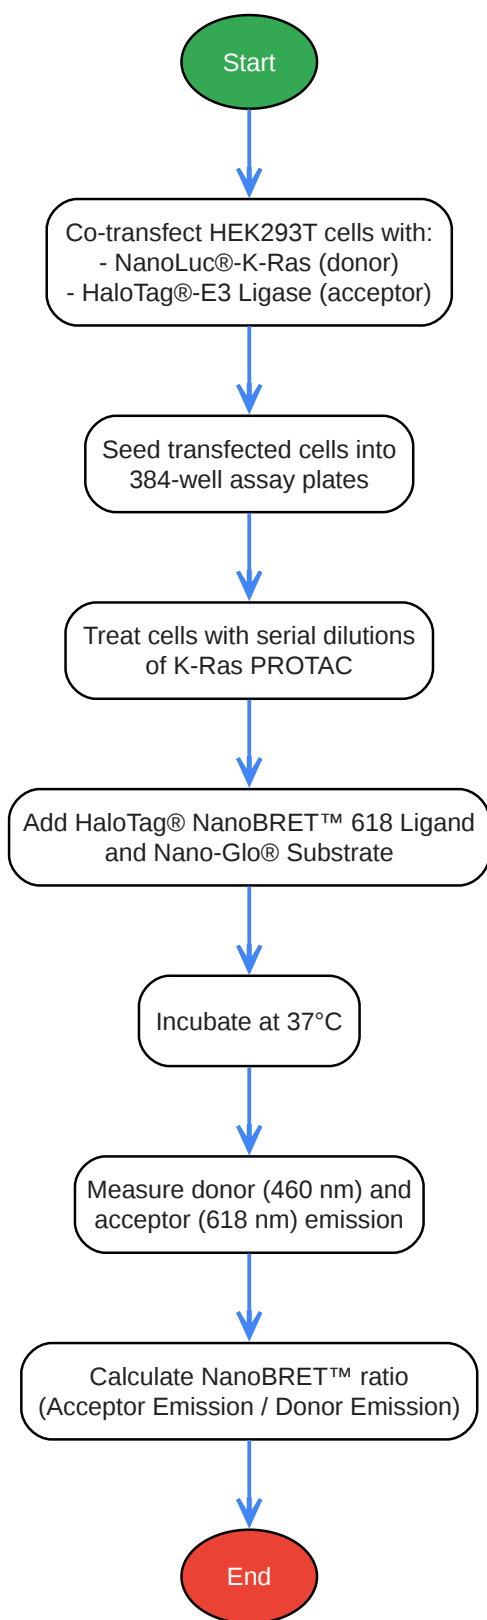 Start
Co-transfect HEK293T cells with:
- NanoLuc®-K-Ras (donor)
- HaloTag®-E3 Ligase (acceptor)
Seed transfected cells into
384-well assay plates
Treat cells with serial dilutions
of K-Ras PROTAC
Add HaloTag® NanoBRET™ 618 Ligand
and Nano-Glo® Substrate
Incubate at 37°C
Measure donor (460 nm) and
acceptor (618 nm) emission
Calculate NanoBRET™ ratio
(Acceptor Emission / Donor Emission)
End